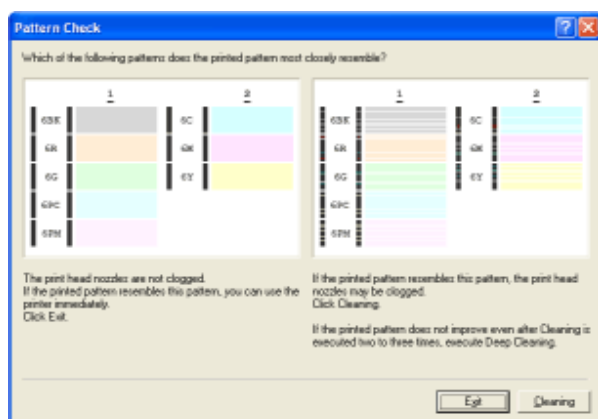 Pattern Check
Which of the following patterns does the printed pattern most closely resemble?
1 2
6BK 6C
6R 6M
6G 6Y
6PC
6PM
1 2
6BK 6C
6R 6M
6G 6Y
6PC
6PM
The print head nozzles are not clogged.
If the printed pattern resembles this pattern, you can use the
printer immediately.
Click Exit.
If the printed pattern resembles this pattern, the print head
nozzles may be clogged.
Click Cleaning.
If the printed pattern does not improve even after Cleaning is
executed two to three times, execute Deep Cleaning.
Exit Cleaning